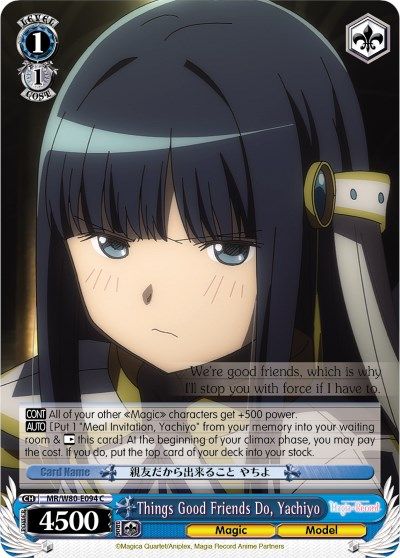 LEVEL
1
1
COST
We're good friends, which is why
I'll stop you with force if I have to.
CONT All of your other «Magic» characters get +500 power.
AUTO [Put 1 "Meal Invitation, Yachiyo" from your memory into your waiting
room & this card] At the beginning of your climax phase, you may pay
the cost. If you do, put the top card of your deck into your stock.
Card Name 親友だから出来ること やちよ
CH MR/W80-E094 C
POWER 4500 Things Good Friends Do, Yachiyo
Magic Model
©Magica Quartet/Aniplex, Magia Record Anime Partners